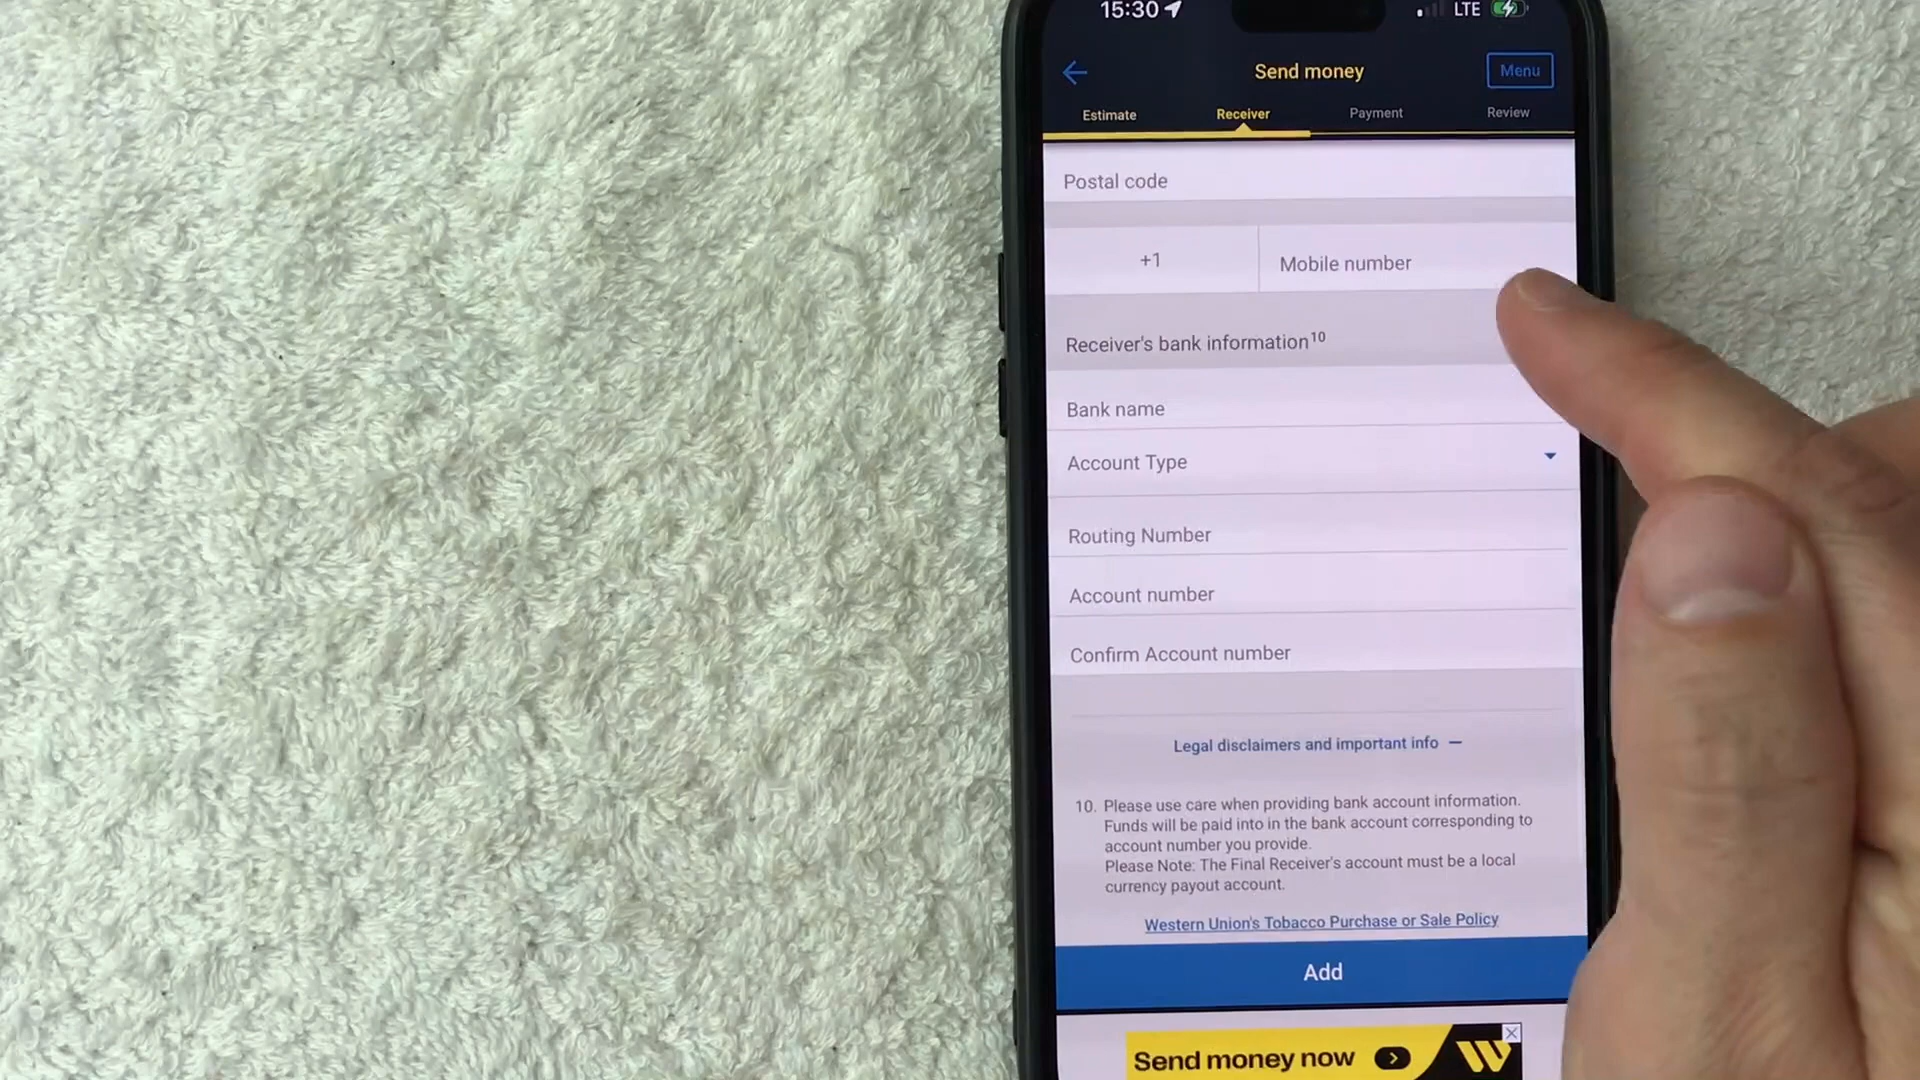 15:30
LTE
Send money
Menu
Estimate
Receiver
Payment
Review
Postal code
+1
Mobile number
Receiver's bank information10
Bank name
Account Type
Routing Number
Account number
Confirm Account number
Legal disclaimers and important info —
10. Please use care when providing bank account information.
Funds will be paid into in the bank account corresponding to
account number you provide.
Please Note: The Final Receiver's account must be a local
currency payout account.
Western Union's Tobacco Purchase or Sale Policy
Add
Send money now